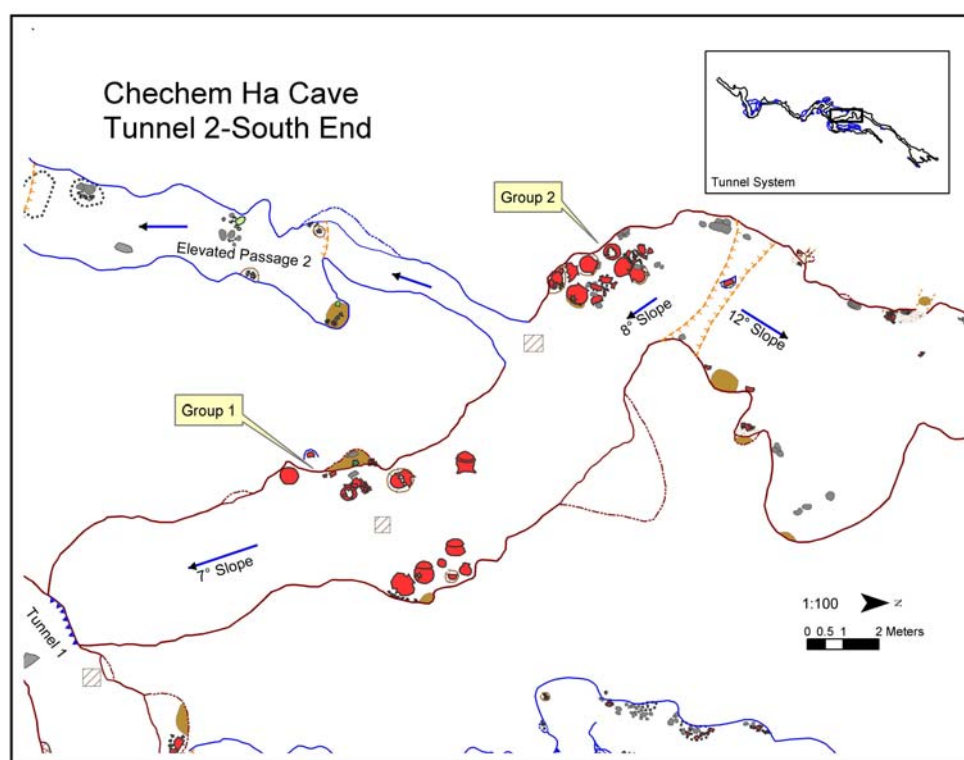 Chechem Ha Cave
Tunnel 2-South End
Tunnel System
Group 2
Elevated Passage 2
8° Slope
12° Slope
Group 1
7° Slope
Tunnel 1
1:100
N
0 0.5 1 2 Meters